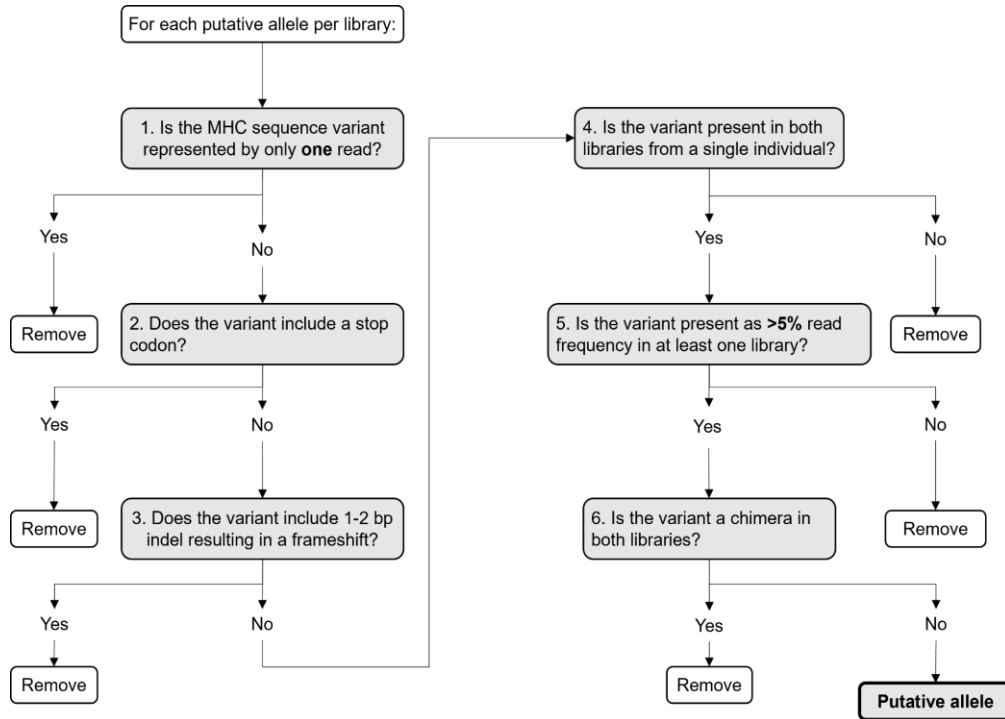 For each putative allele per library:
1. Is the MHC sequence variant
represented by only one read?
Yes
No
Remove
2. Does the variant include a stop
codon?
Yes
No
Remove
3. Does the variant include 1-2 bp
indel resulting in a frameshift?
Yes
No
Remove
4. Is the variant present in both
libraries from a single individual?
Yes
No
Remove
5. Is the variant present as >5% read
frequency in at least one library?
Yes
No
Remove
6. Is the variant a chimera in
both libraries?
Yes
No
Remove
Putative allele